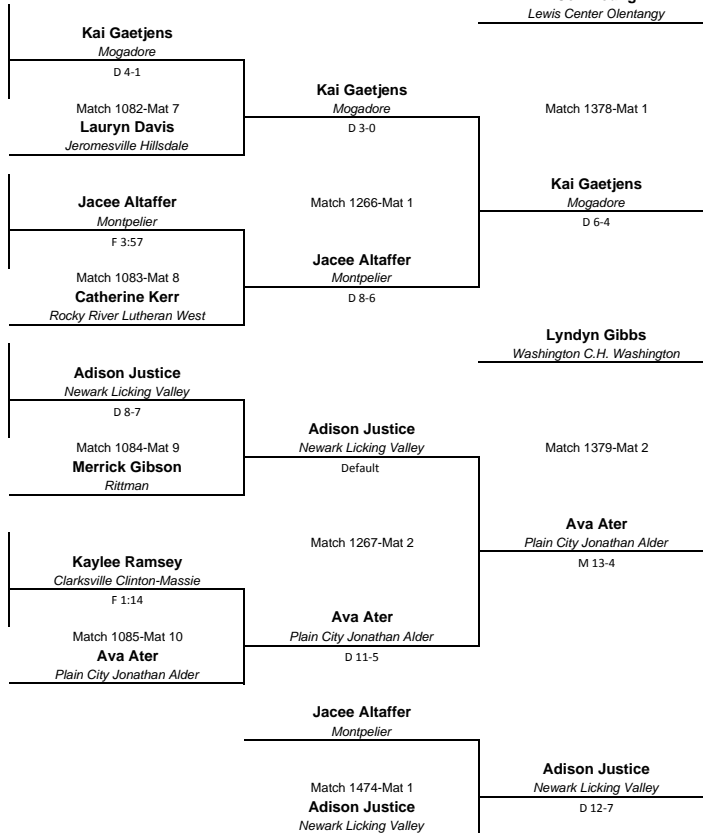 Lewis Center Olentangy
Kai Gaetjens
Mogadore
D 4-1
Match 1082-Mat 7
Lauryn Davis
Jeromesville Hillsdale
Kai Gaetjens
Mogadore
D 3-0
Match 1378-Mat 1
Jacee Altaffer
Montpelier
F 3:57
Match 1266-Mat 1
Kai Gaetjens
Mogadore
D 6-4
Match 1083-Mat 8
Catherine Kerr
Rocky River Lutheran West
Jacee Altaffer
Montpelier
D 8-6
Lyndyn Gibbs
Washington C.H. Washington
Adison Justice
Newark Licking Valley
D 8-7
Match 1084-Mat 9
Merrick Gibson
Rittman
Adison Justice
Newark Licking Valley
Default
Match 1379-Mat 2
Kaylee Ramsey
Clarksville Clinton-Massie
F 1:14
Match 1267-Mat 2
Ava Ater
Plain City Jonathan Alder
M 13-4
Match 1085-Mat 10
Ava Ater
Plain City Jonathan Alder
Ava Ater
Plain City Jonathan Alder
D 11-5
Jacee Altaffer
Montpelier
Match 1474-Mat 1
Adison Justice
Newark Licking Valley
Adison Justice
Newark Licking Valley
D 12-7